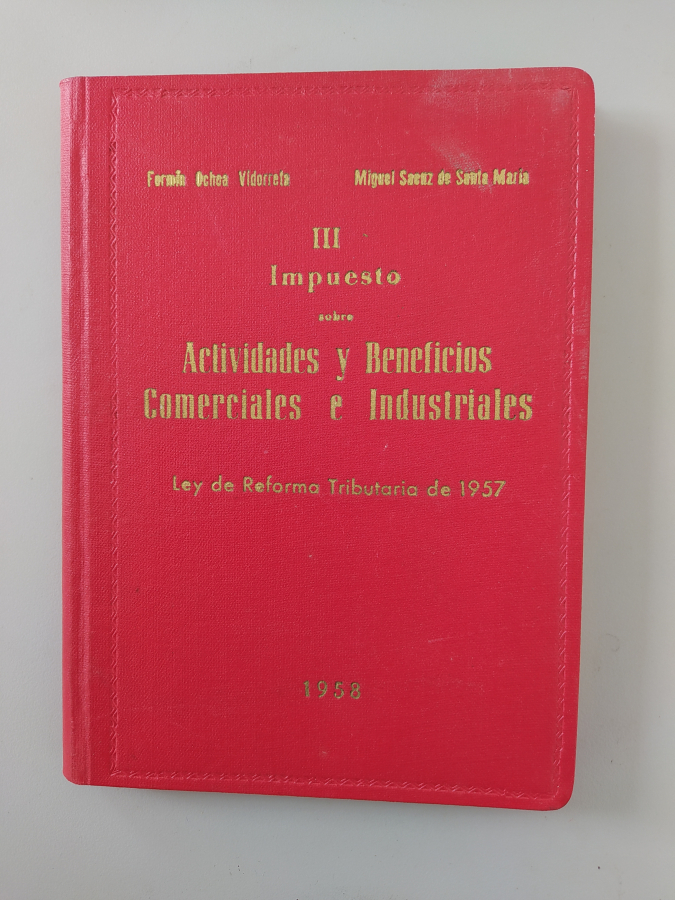 Fermín Ochoa Vidorreta Miguel Saenz de Santa María
III
Impuesto
sobre
Actividades y Beneficios
Comerciales e Industriales
Ley de Reforma Tributaria de 1957
1958